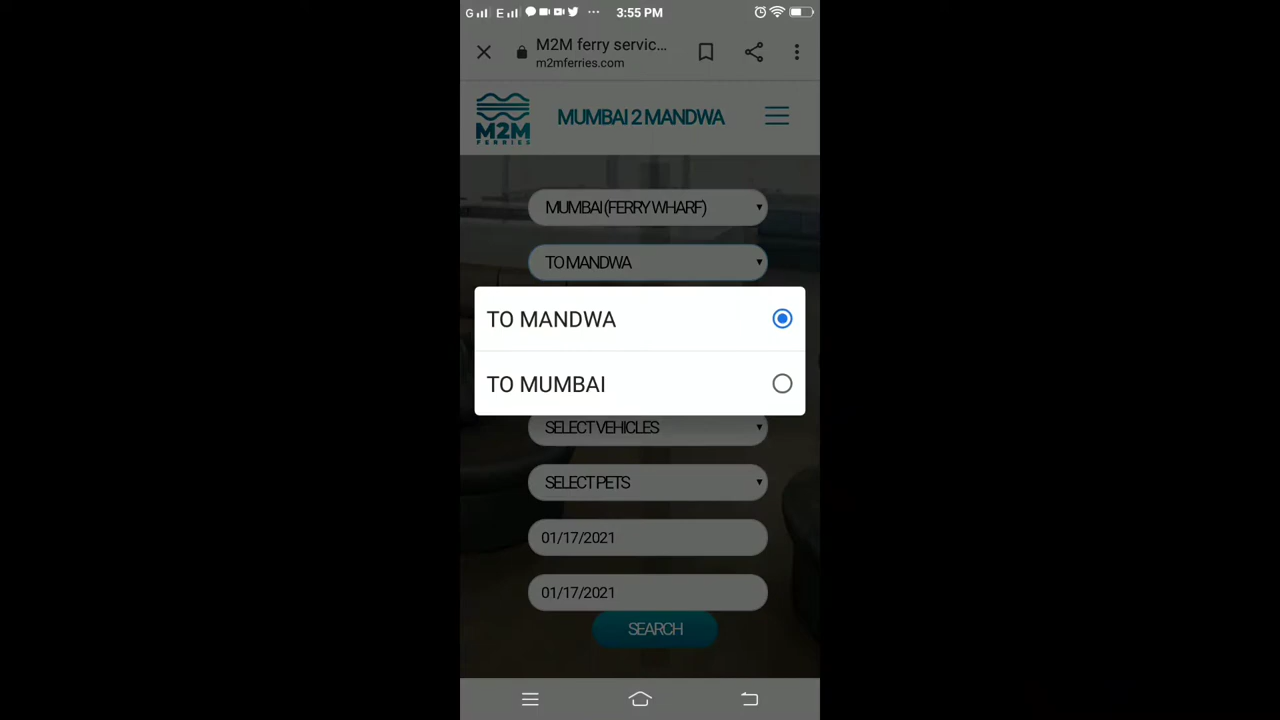 G E 3:55 PM
M2M ferry servic...
m2mferries.com
M2M
FERRIES
MUMBAI 2 MANDWA
MUMBAI (FERRY WHARF)
TO MANDWA
TO MANDWA
TO MUMBAI
SELECT VEHICLES
SELECT PETS
01/17/2021
01/17/2021
SEARCH